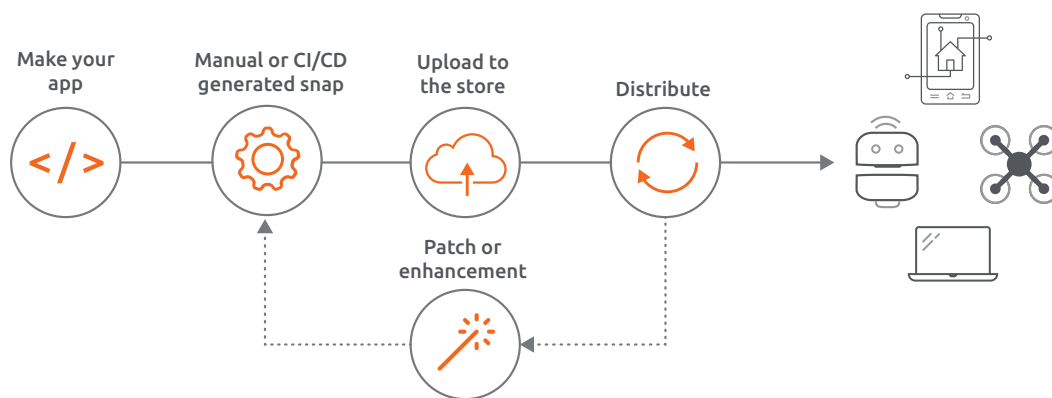 Make your
app
Manual or CI/CD
generated snap
Upload to
the store
Distribute
</>
Patch or
enhancement